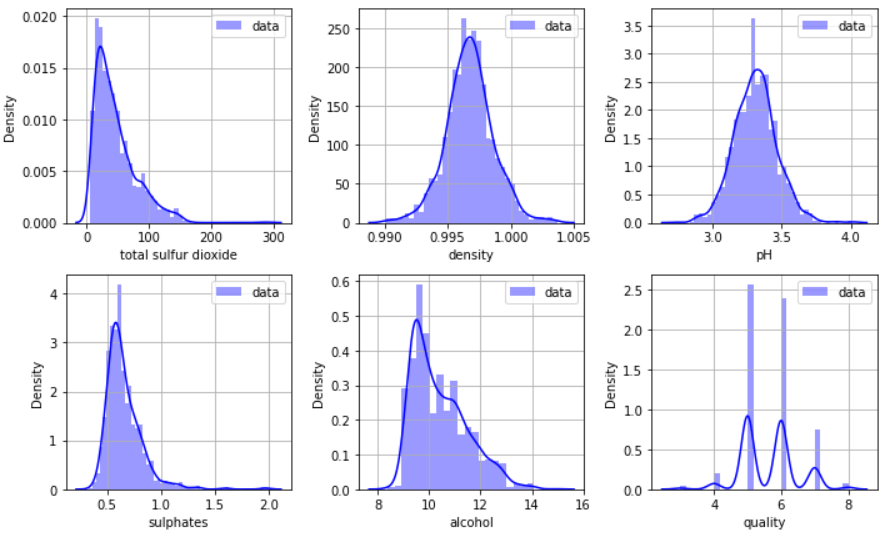 0.020
0.015
0.010
0.005
0.000
Density
data
0 100 200 300
total sulfur dioxide
250
200
150
100
50
0
Density
data
0.990 0.995 1.000 1.005
density
3.5
3.0
2.5
2.0
1.5
1.0
0.5
0.0
Density
data
3.0 3.5 4.0
pH
4
3
2
1
0
Density
data
0.5 1.0 1.5 2.0
sulphates
0.6
0.5
0.4
0.3
0.2
0.1
0.0
Density
data
8 10 12 14 16
alcohol
2.5
2.0
1.5
1.0
0.5
0.0
Density
data
4 6 8
quality